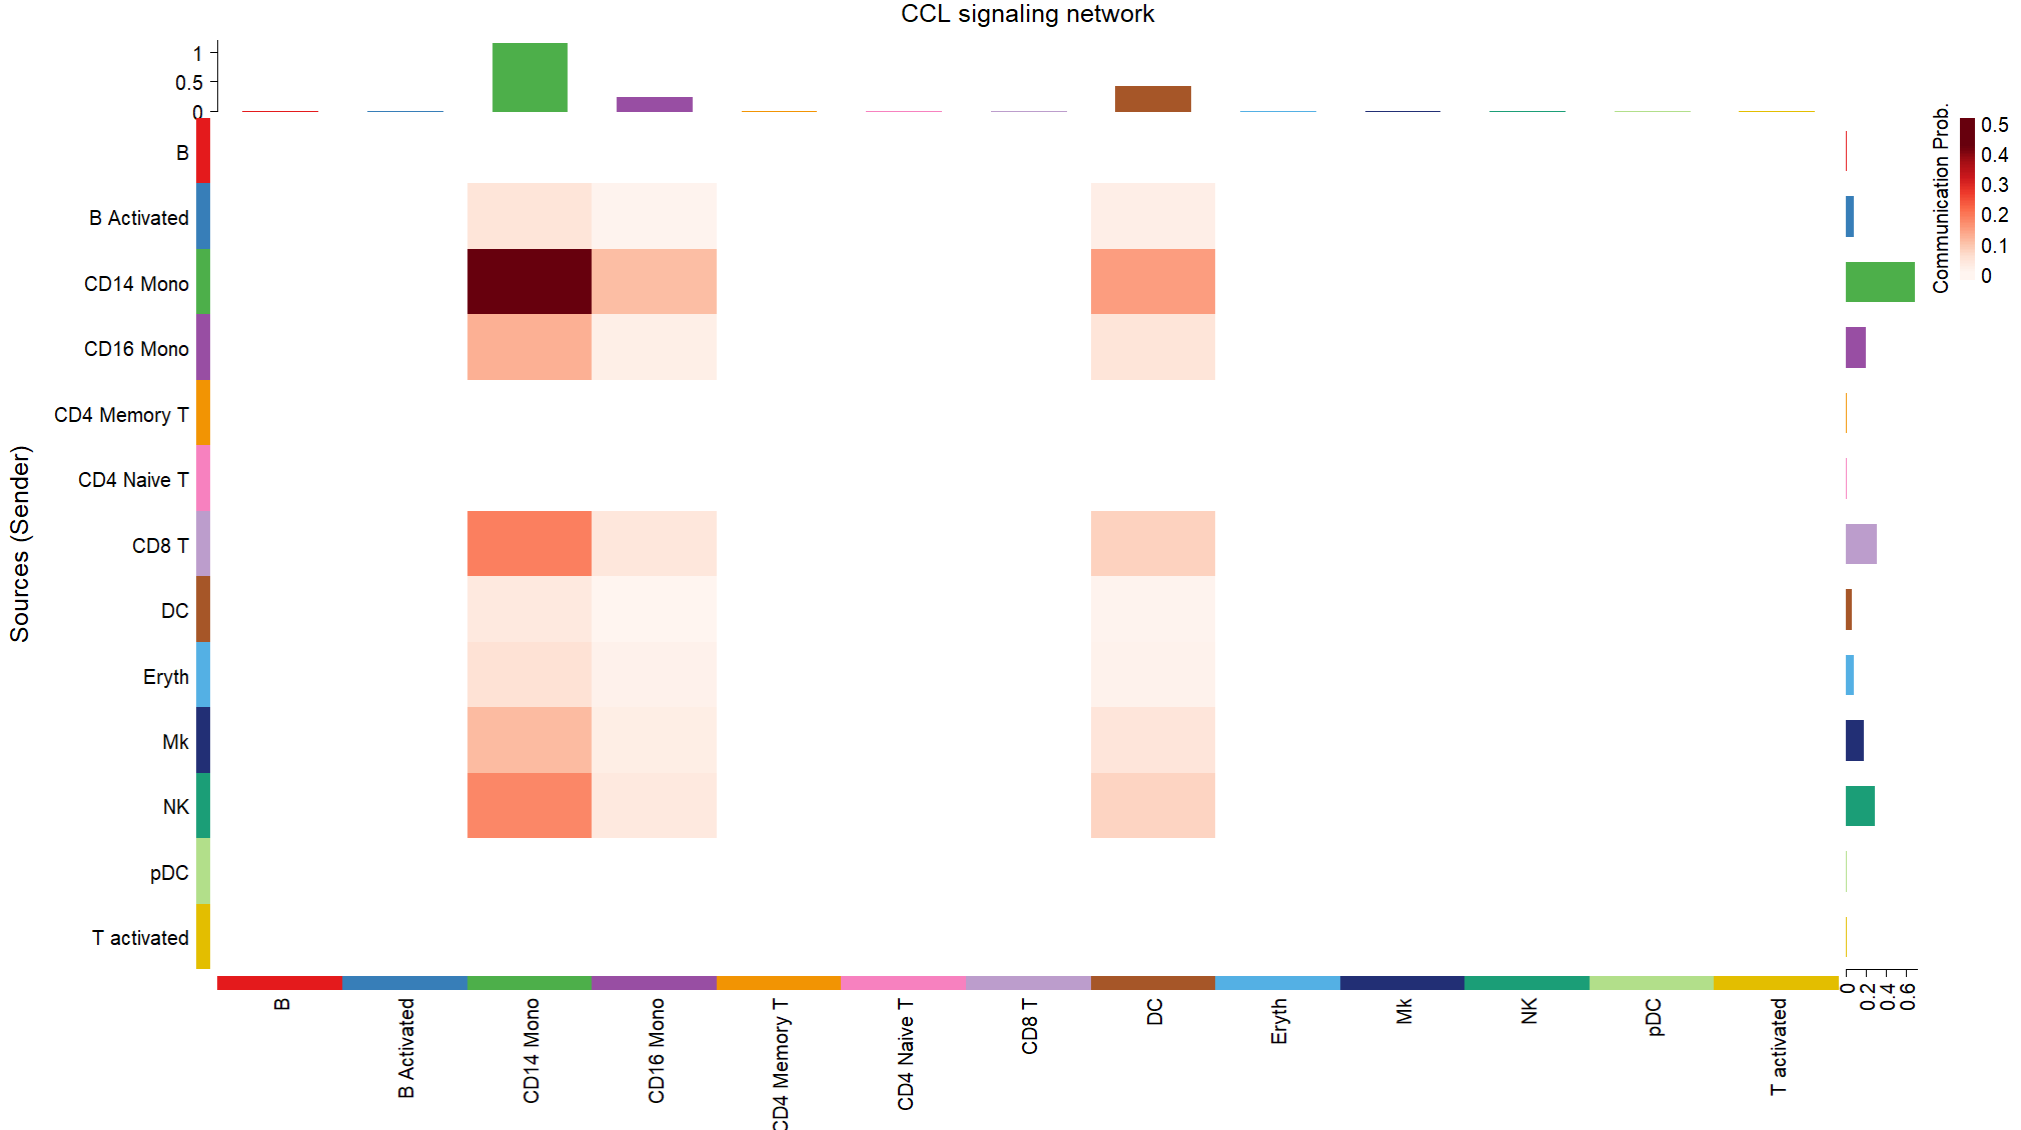 CCL signaling network
1
0.5
0
B
B Activated
CD14 Mono
CD16 Mono
CD4 Memory T
CD4 Naive T
CD8 T
DC
Eryth
Mk
NK
pDC
T activated
Sources (Sender)
B
B Activated
CD14 Mono
CD16 Mono
CD4 Memory T
CD4 Naive T
CD8 T
DC
Eryth
Mk
NK
pDC
T activated
0
0.2
0.4
0.6
Communication Prob.
0.5
0.4
0.3
0.2
0.1
0